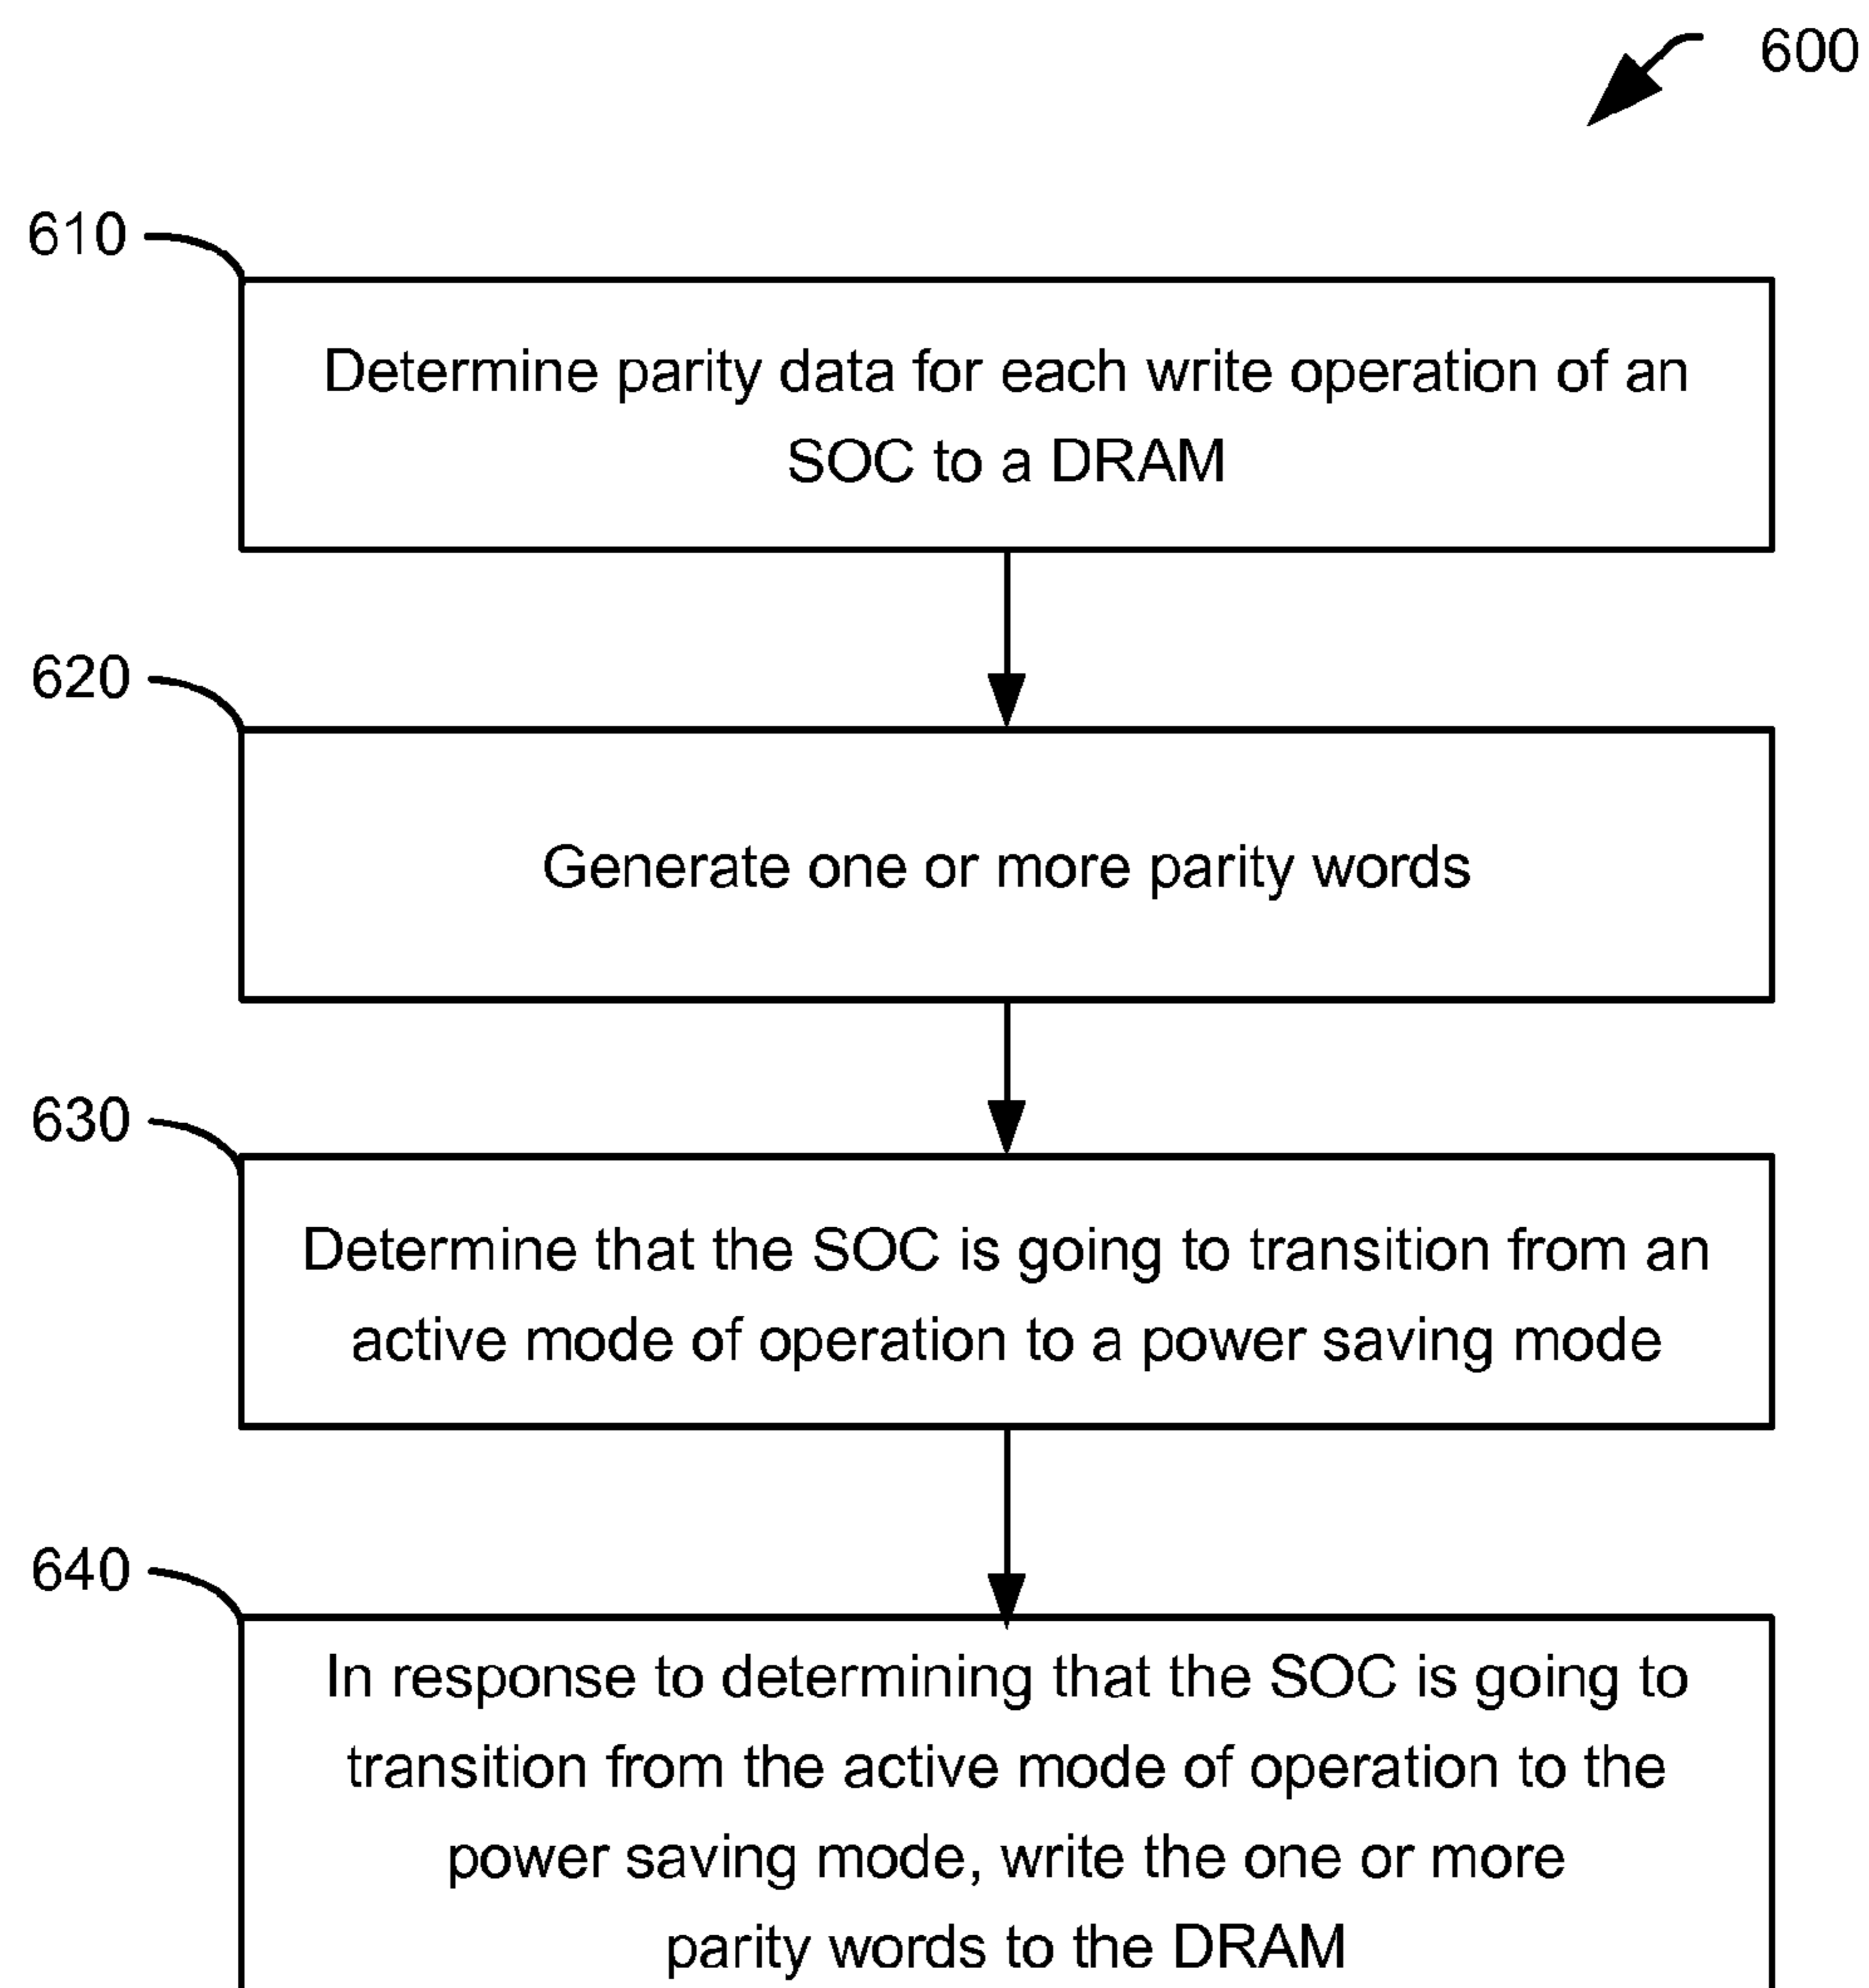 600
610
Determine parity data for each write operation of an
SOC to a DRAM
620
Generate one or more parity words
630
Determine that the SOC is going to transition from an
active mode of operation to a power saving mode
640
In response to determining that the SOC is going to
transition from the active mode of operation to the
power saving mode, write the one or more
parity words to the DRAM